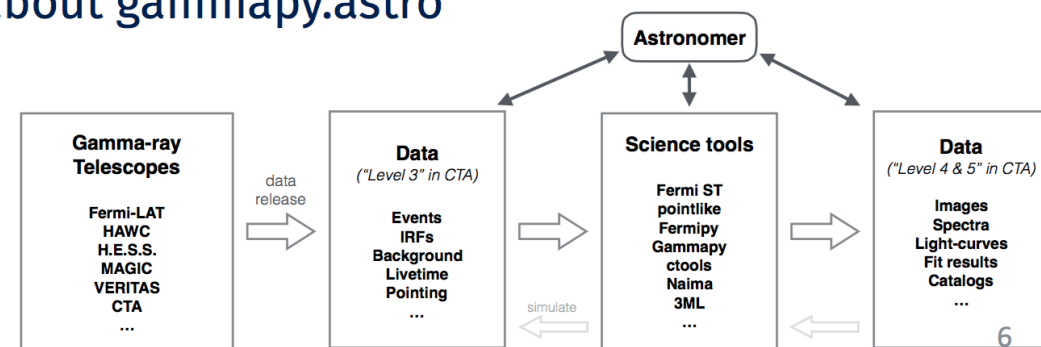 about gammapy.astro
Astronomer
Gamma-ray
Telescopes
Fermi-LAT
HAWC
H.E.S.S.
MAGIC
VERITAS
CTA
...
data
release
Data
("Level 3" in CTA)
Events
IRFs
Background
Livetime
Pointing
...
simulate
Science tools
Fermi ST
pointlike
Fermipy
Gammapy
ctools
Naima
3ML
...
Data
("Level 4 & 5" in CTA)
Images
Spectra
Light-curves
Fit results
Catalogs
...
6